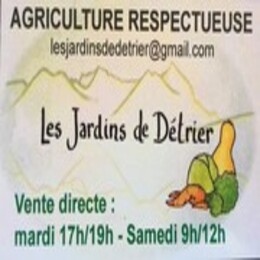 AGRICULTURE RESPECTUEUSE
lesjardinsdedetrier@gmail.com
Les Jardins de Détrier
Vente directe :
mardi 17h/19h - Samedi 9h/12h